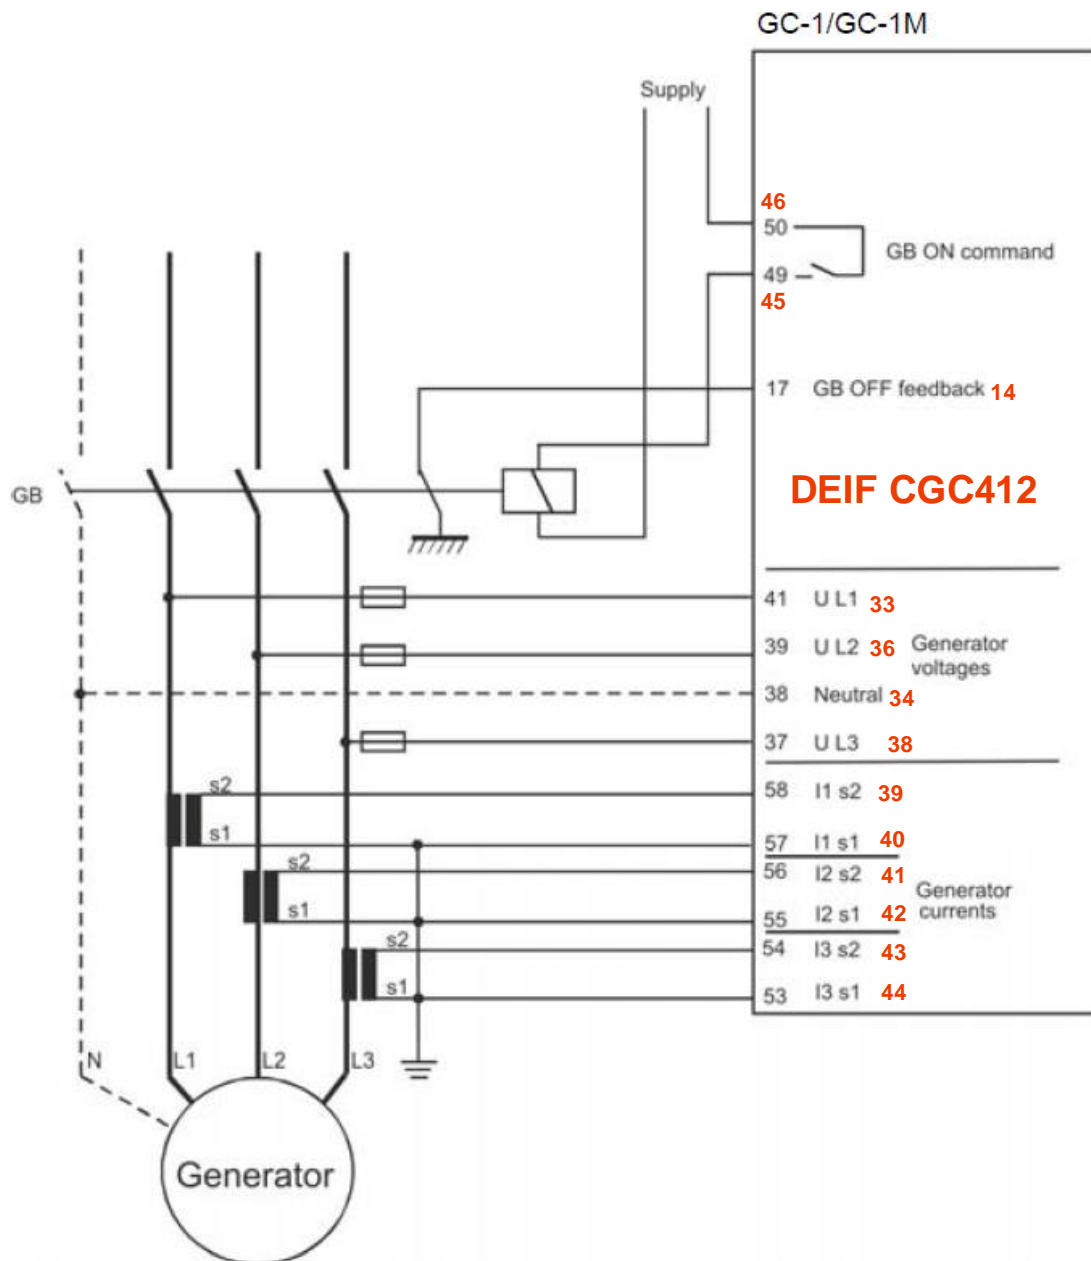 GC-1/GC-1M
Supply
46
50
GB ON command
49
45
17 GB OFF feedback 14
GB
DEIF CGC412
41 U L1 33
39 U L2 36 Generator
voltages
38 Neutral 34
37 U L3 38
s2
58 I1 s2 39
s1
57 I1 s1 40
s2
56 I2 s2 41
Generator
s1
55 I2 s1 42 currents
s2
54 I3 s2 43
s1
53 I3 s1 44
N L1 L2 L3
Generator